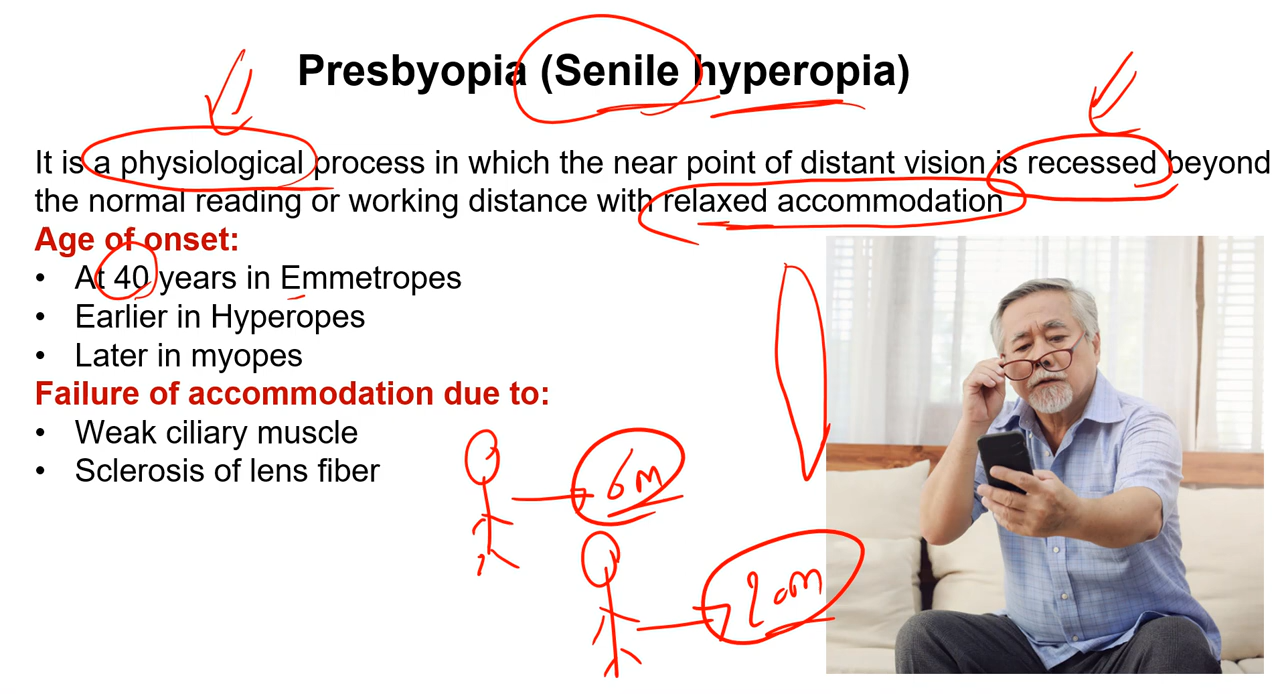 Presbyopia (Senile hyperopia)
It is a physiological process in which the near point of distant vision is recessed beyond
the normal reading or working distance with relaxed accommodation
Age of onset:
• At 40 years in Emmetropes
• Earlier in Hyperopes
• Later in myopes
Failure of accommodation due to:
• Weak ciliary muscle
• Sclerosis of lens fiber
6m